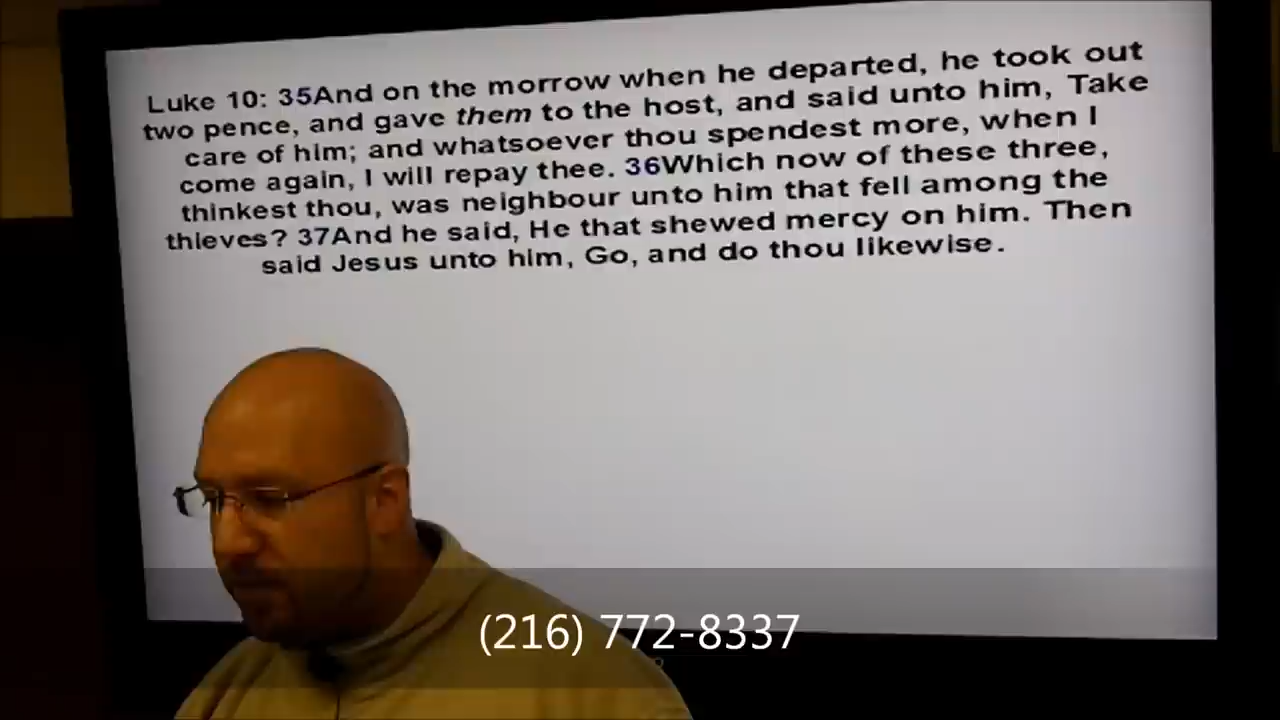 Luke 10: 35And on the morrow when he departed, he took out
two pence, and gave them to the host, and said unto him, Take
care of him; and whatsoever thou spendest more, when I
come again, I will repay thee. 36Which now of these three,
thinkest thou, was neighbour unto him that fell among the
thieves? 37And he said, He that shewed mercy on him. Then
said Jesus unto him, Go, and do thou likewise.
(216) 772-8337